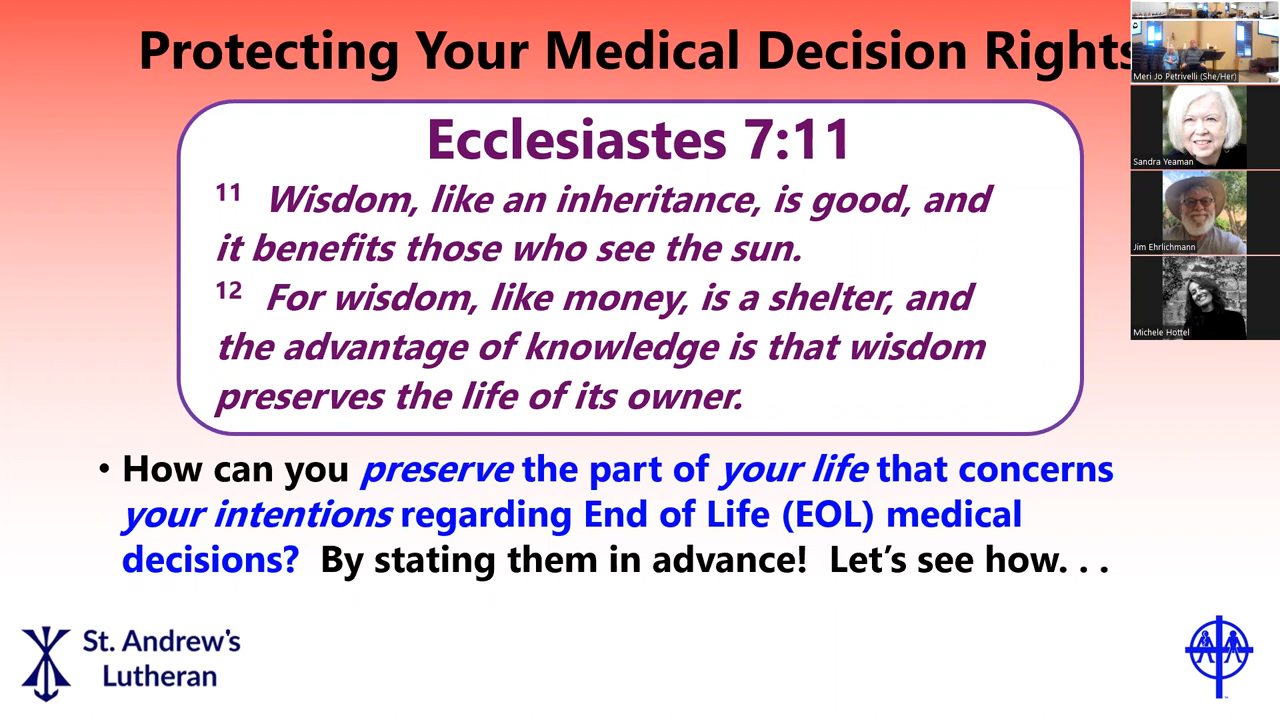 Protecting Your Medical Decision Rights
Ecclesiastes 7:11
11 Wisdom, like an inheritance, is good, and
it benefits those who see the sun.
12 For wisdom, like money, is a shelter, and
the advantage of knowledge is that wisdom
preserves the life of its owner.
• How can you preserve the part of your life that concerns
your intentions regarding End of Life (EOL) medical
decisions? By stating them in advance! Let's see how. . .
St. Andrew's
Lutheran
Meri Jo Petrivelli (She/Her)
Sandra Yeaman
Jim Ehrlichmann
Michele Hottel